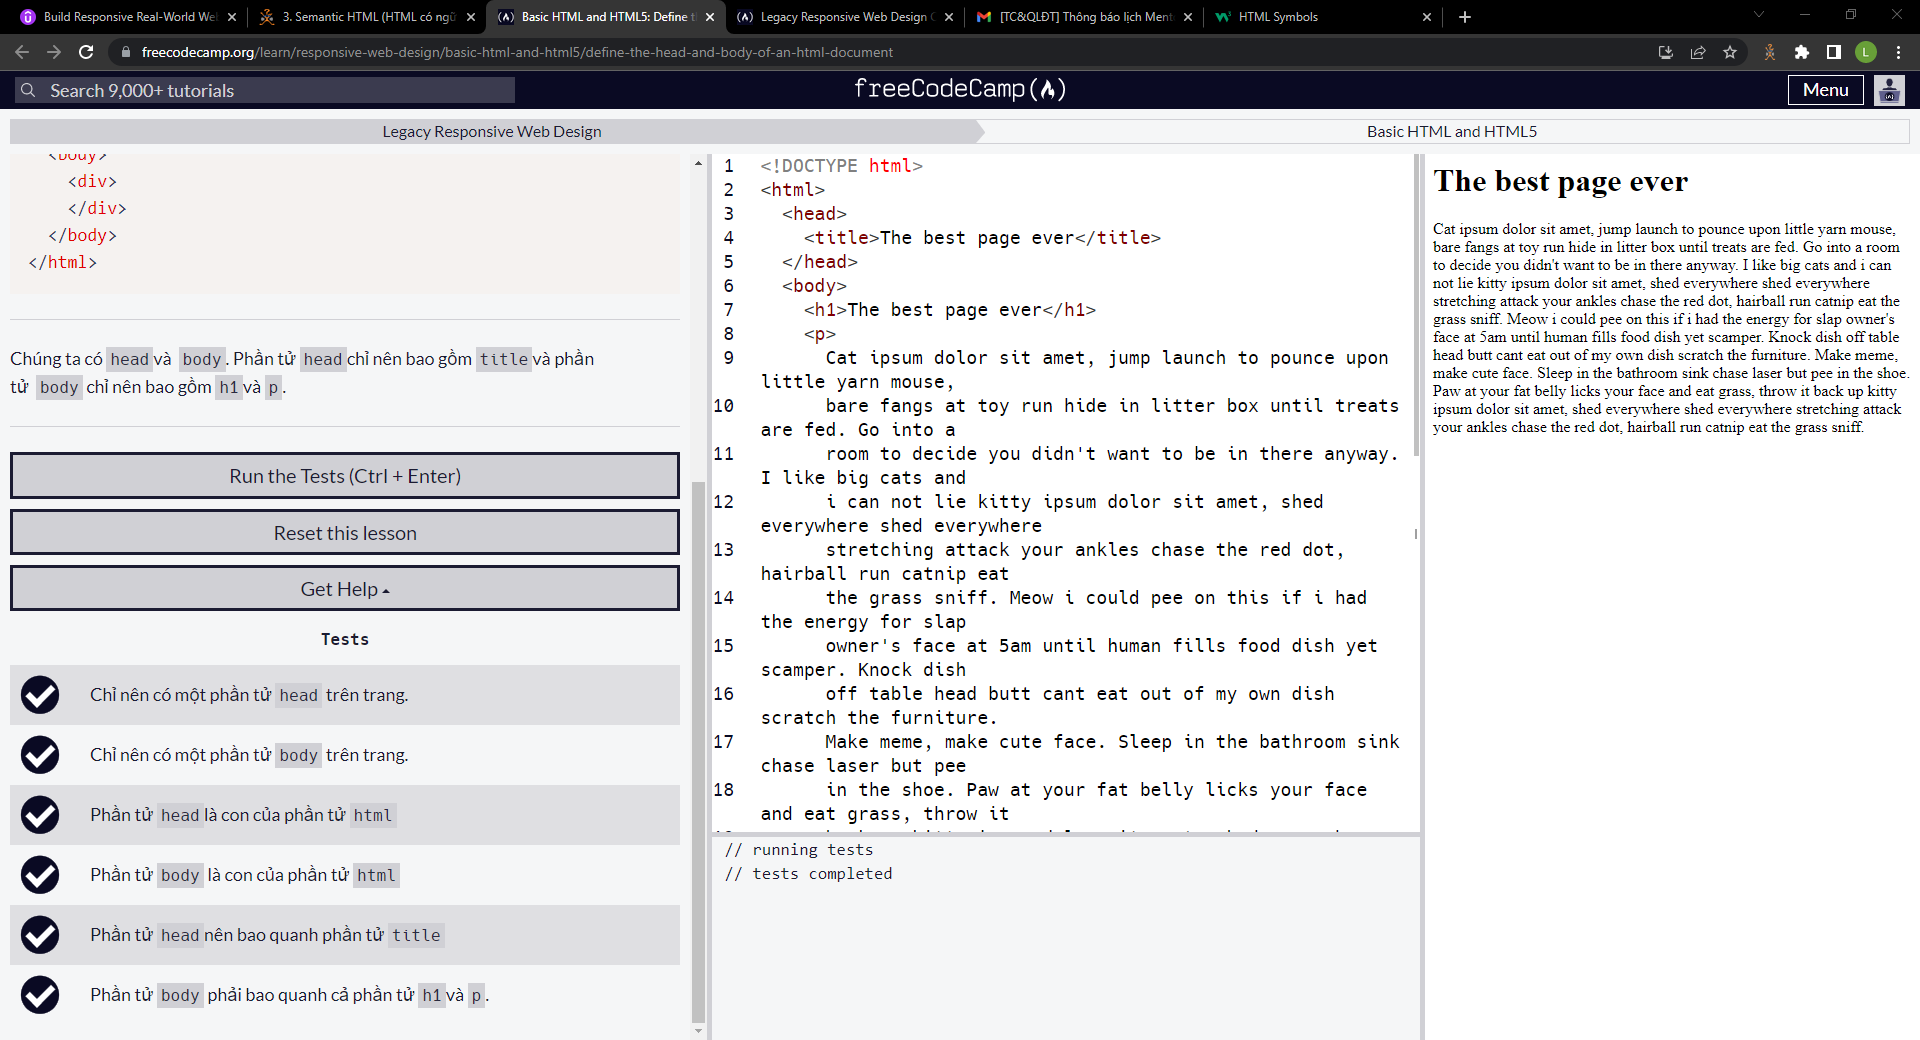 Build Responsive Real-World We
3. Semantic HTML (HTML có ngữ
Basic HTML and HTML5: Define t
Legacy Responsive Web Design
[TC&QLĐT] Thông báo lịch Ment
HTML Symbols
freecodecamp.org/learn/responsive-web-design/basic-html-and-html5/define-the-head-and-body-of-an-html-document
L
Search 9,000+ tutorials
freeCodeCamp
Menu
Legacy Responsive Web Design
Basic HTML and HTML5
<body>
<div>
</div>
</body>
</html>
Chúng ta có head và body. Phần tử head chỉ nên bao gồm title và phần
tử body chỉ nên bao gồm h1 và p.
Run the Tests (Ctrl + Enter)
Reset this lesson
Get Help
Tests
Chỉ nên có một phần tử head trên trang.
Chỉ nên có một phần tử body trên trang.
Phần tử head là con của phần tử html
Phần tử body là con của phần tử html
Phần tử head nên bao quanh phần tử title
Phần tử body phải bao quanh cả phần tử h1 và p.
1 <!DOCTYPE html>
2 <html>
3 <head>
4 <title>The best page ever</title>
5 </head>
6 <body>
7 <h1>The best page ever</h1>
8 <p>
9 Cat ipsum dolor sit amet, jump launch to pounce upon
little yarn mouse,
10 bare fangs at toy run hide in litter box until treats
are fed. Go into a
11 room to decide you didn't want to be in there anyway.
I like big cats and
12 i can not lie kitty ipsum dolor sit amet, shed
everywhere shed everywhere
13 stretching attack your ankles chase the red dot,
hairball run catnip eat
14 the grass sniff. Meow i could pee on this if i had
the energy for slap
15 owner's face at 5am until human fills food dish yet
scamper. Knock dish
16 off table head butt cant eat out of my own dish
scratch the furniture.
17 Make meme, make cute face. Sleep in the bathroom sink
chase laser but pee
18 in the shoe. Paw at your fat belly licks your face
and eat grass, throw it
// running tests
// tests completed
The best page ever
Cat ipsum dolor sit amet, jump launch to pounce upon little yarn mouse,
bare fangs at toy run hide in litter box until treats are fed. Go into a room
to decide you didn't want to be in there anyway. I like big cats and i can
not lie kitty ipsum dolor sit amet, shed everywhere shed everywhere
stretching attack your ankles chase the red dot, hairball run catnip eat the
grass sniff. Meow i could pee on this if i had the energy for slap owner's
face at 5am until human fills food dish yet scamper. Knock dish off table
head butt cant eat out of my own dish scratch the furniture. Make meme,
make cute face. Sleep in the bathroom sink chase laser but pee in the shoe.
Paw at your fat belly licks your face and eat grass, throw it back up kitty
ipsum dolor sit amet, shed everywhere shed everywhere stretching attack
your ankles chase the red dot, hairball run catnip eat the grass sniff.